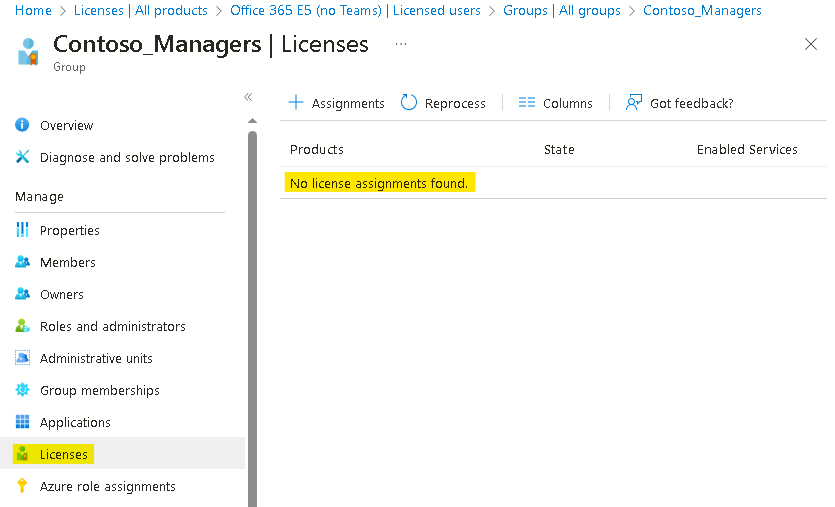 Home > Licenses | All products > Office 365 E5 (no Teams) | Licensed users > Groups | All groups > Contoso_Managers
Contoso_Managers | Licenses ...
Group
«
+ Assignments Reprocess Columns Got feedback?
Overview
Diagnose and solve problems
Manage
Properties
Members
Owners
Roles and administrators
Administrative units
Group memberships
Applications
Licenses
Azure role assignments
Products State Enabled Services
No license assignments found.